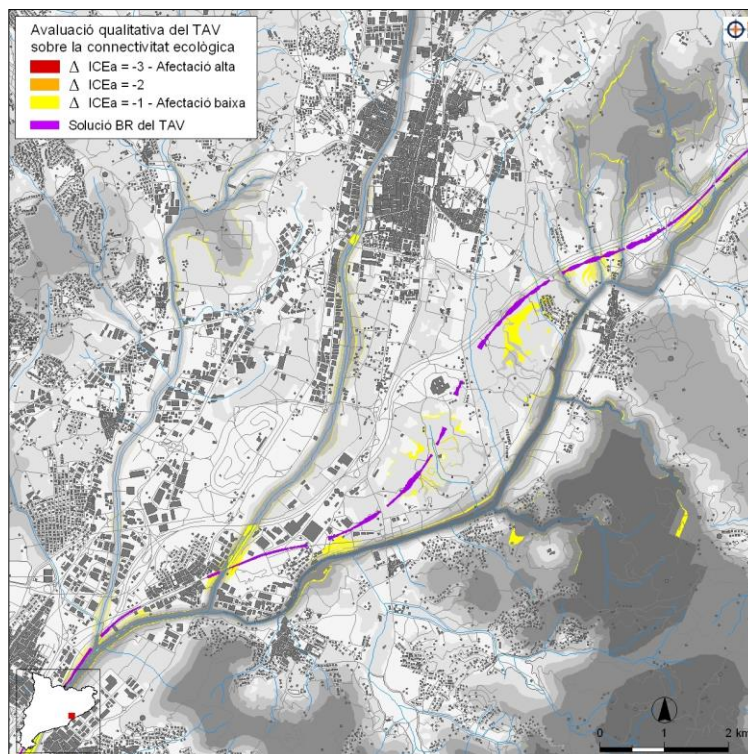 Avaluació qualitativa del TAV
sobre la connectivitat ecològica
Δ ICEa = -3 - Afectació alta
Δ ICEa = -2
Δ ICEa = -1 - Afectació baixa
Solució BR del TAV
0 1 2 km